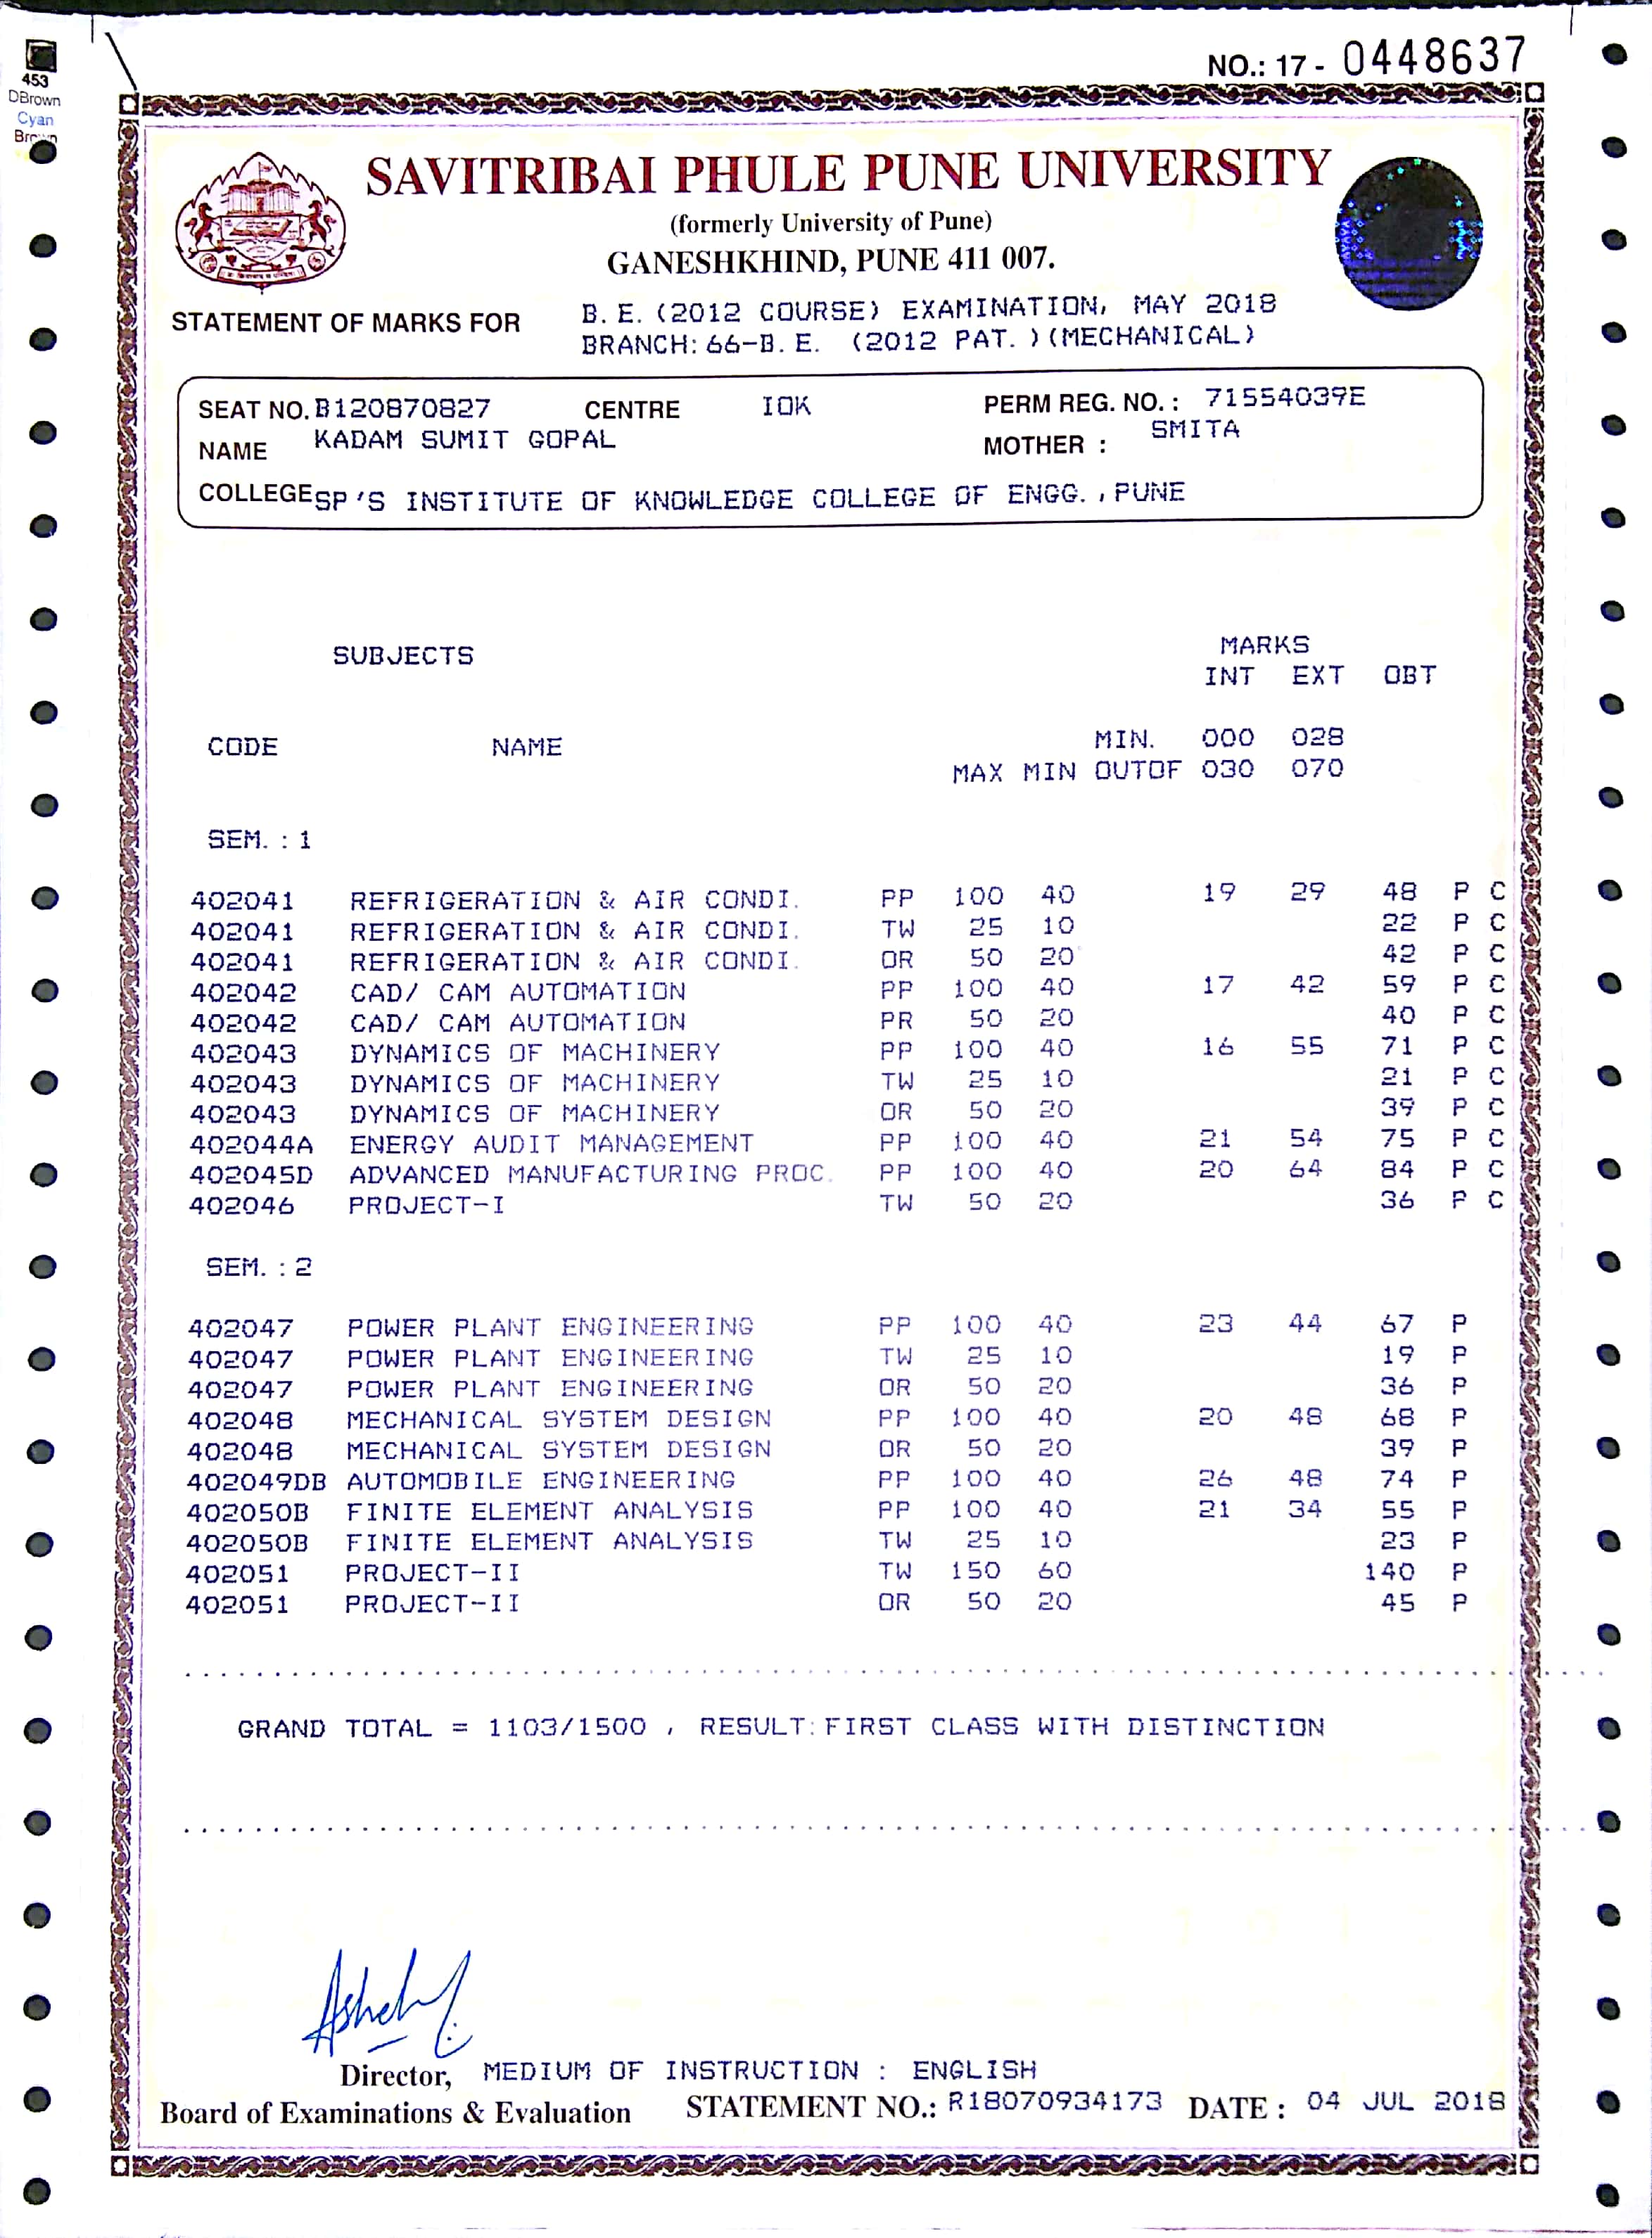 NO.: 17 - 0448637
453
DBrown
Cyan
Brown
SAVITRIBAI PHULE PUNE UNIVERSITY
(formerly University of Pune)
GANESHKHIND, PUNE 411 007.
STATEMENT OF MARKS FOR B.E.(2012 COURSE) EXAMINATION, MAY 2018
BRANCH:66-B.E. (2012 PAT.)(MECHANICAL)
SEAT NO. B120870827 CENTRE IOK PERM REG. NO. : 71554039E
NAME KADAM SUMIT GOPAL MOTHER : SMITA
COLLEGE SP'S INSTITUTE OF KNOWLEDGE COLLEGE OF ENGG.,PUNE
SUBJECTS MARKS
INT EXT OBT
CODE NAME MIN. 000 028
MAX MIN OUTOF 030 070
SEM. : 1
402041 REFRIGERATION & AIR CONDI. PP 100 40 19 29 48 P C
402041 REFRIGERATION & AIR CONDI. TW 25 10 22 P C
402041 REFRIGERATION & AIR CONDI. OR 50 20 42 P C
402042 CAD/ CAM AUTOMATION PP 100 40 17 42 59 P C
402042 CAD/ CAM AUTOMATION PR 50 20 40 P C
402043 DYNAMICS OF MACHINERY PP 100 40 16 55 71 P C
402043 DYNAMICS OF MACHINERY TW 25 10 21 P C
402043 DYNAMICS OF MACHINERY OR 50 20 39 P C
402044A ENERGY AUDIT MANAGEMENT PP 100 40 21 54 75 P C
402045D ADVANCED MANUFACTURING PROC. PP 100 40 20 64 84 P C
402046 PROJECT-I TW 50 20 36 P C
SEM. : 2
402047 POWER PLANT ENGINEERING PP 100 40 23 44 67 P
402047 POWER PLANT ENGINEERING TW 25 10 19 P
402047 POWER PLANT ENGINEERING OR 50 20 36 P
402048 MECHANICAL SYSTEM DESIGN PP 100 40 20 48 68 P
402048 MECHANICAL SYSTEM DESIGN OR 50 20 39 P
402049DB AUTOMOBILE ENGINEERING PP 100 40 26 48 74 P
402050B FINITE ELEMENT ANALYSIS PP 100 40 21 34 55 P
402050B FINITE ELEMENT ANALYSIS TW 25 10 23 P
402051 PROJECT-II TW 150 60 140 P
402051 PROJECT-II OR 50 20 45 P
GRAND TOTAL = 1103/1500 , RESULT:FIRST CLASS WITH DISTINCTION
Director, MEDIUM OF INSTRUCTION : ENGLISH
Board of Examinations & Evaluation STATEMENT NO.: R18070934173 DATE : 04 JUL 2018